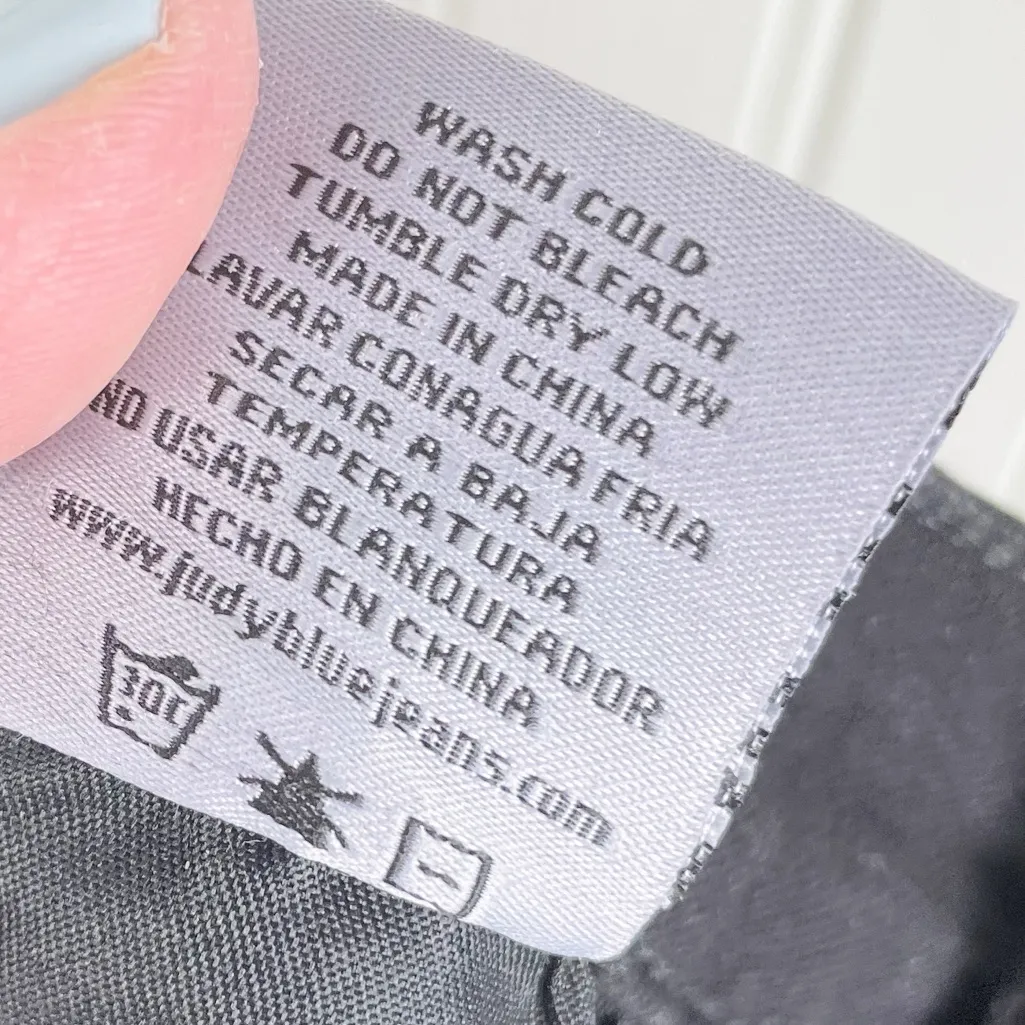 WASH COLD
DO NOT BLEACH
TUMBLE DRY LOW
MADE IN CHINA
LAVAR CONAGUA FRIA
SECAR A BAJA
TEMPERATURA
NO USAR BLANQUEADOR
HECHO EN CHINA
www.judybluejeans.com
30c